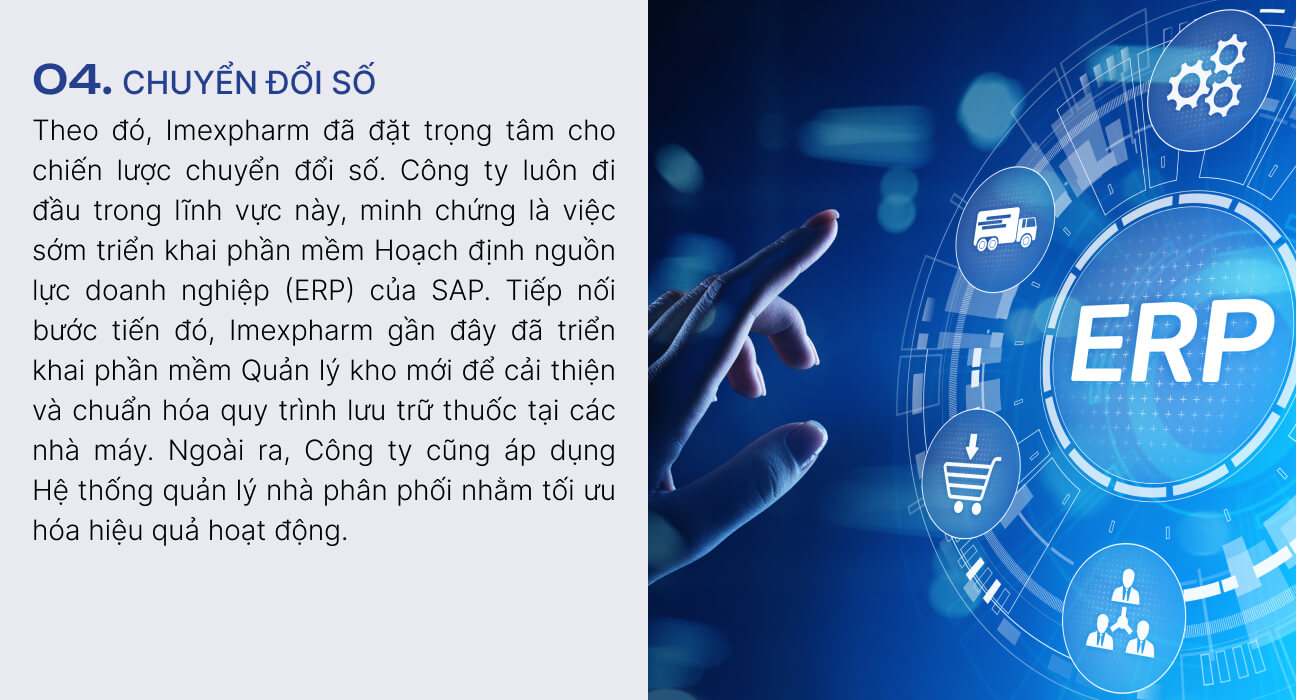 04. CHUYỂN ĐỔI SỐ
Theo đó, Imexpharm đã đặt trọng tâm cho
chiến lược chuyển đổi số. Công ty luôn đi
đầu trong lĩnh vực này, minh chứng là việc
sớm triển khai phần mềm Hoạch định nguồn
lực doanh nghiệp (ERP) của SAP. Tiếp nối
bước tiến đó, Imexpharm gần đây đã triển
khai phần mềm Quản lý kho mới để cải thiện
và chuẩn hóa quy trình lưu trữ thuốc tại các
nhà máy. Ngoài ra, Công ty cũng áp dụng
Hệ thống quản lý nhà phân phối nhằm tối ưu
hóa hiệu quả hoạt động.
ERP